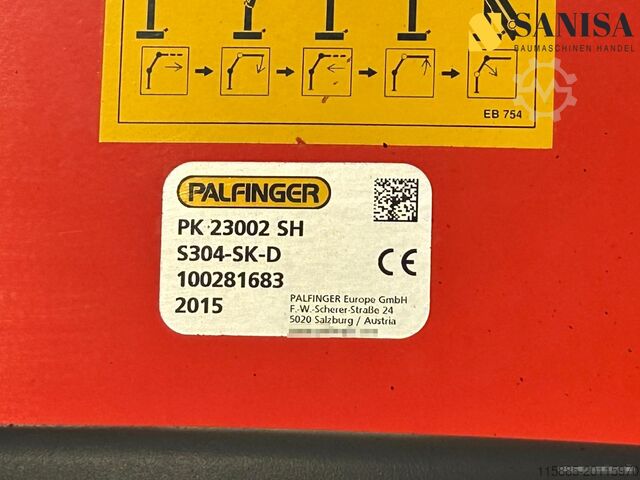 SANISA
BAUMASCHINEN HANDEL
EB 754
PALFINGER
PK 23002 SH
S304-SK-D
100281683
2015
PALFINGER Europe GmbH
F.-W.-Scherer-Straße 24
5020 Salzburg / Austria